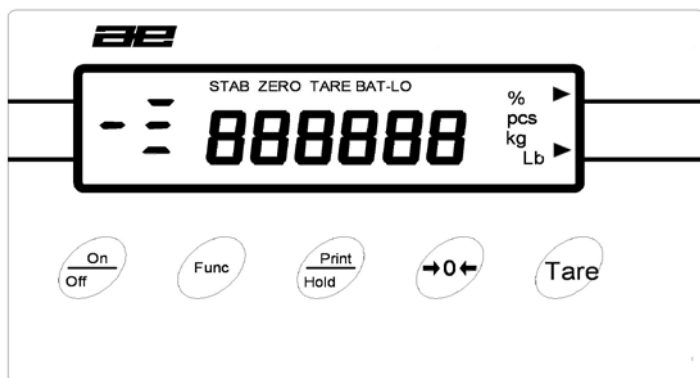 ae
STAB ZERO TARE BAT-LO
888888
%
pcs
kg
Lb
On
Off
Func
Print
Hold
→0←
Tare